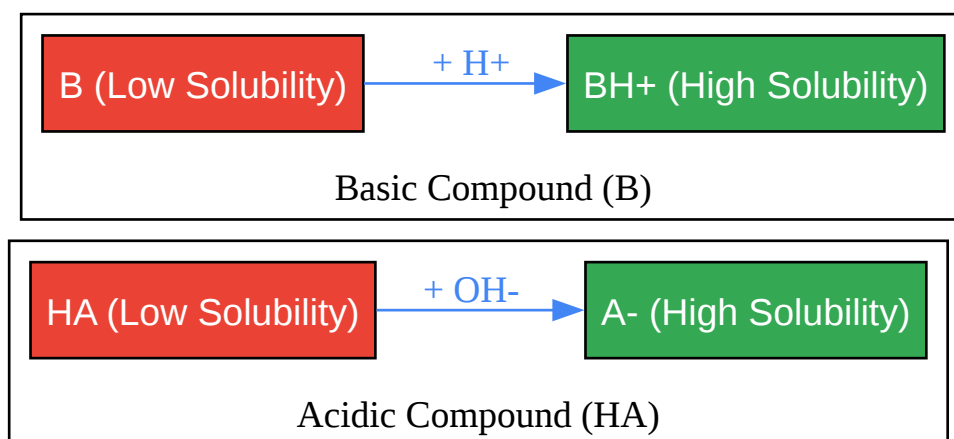 + H+
B (Low Solubility)
BH+ (High Solubility)
Basic Compound (B)
+ OH-
HA (Low Solubility)
A- (High Solubility)
Acidic Compound (HA)